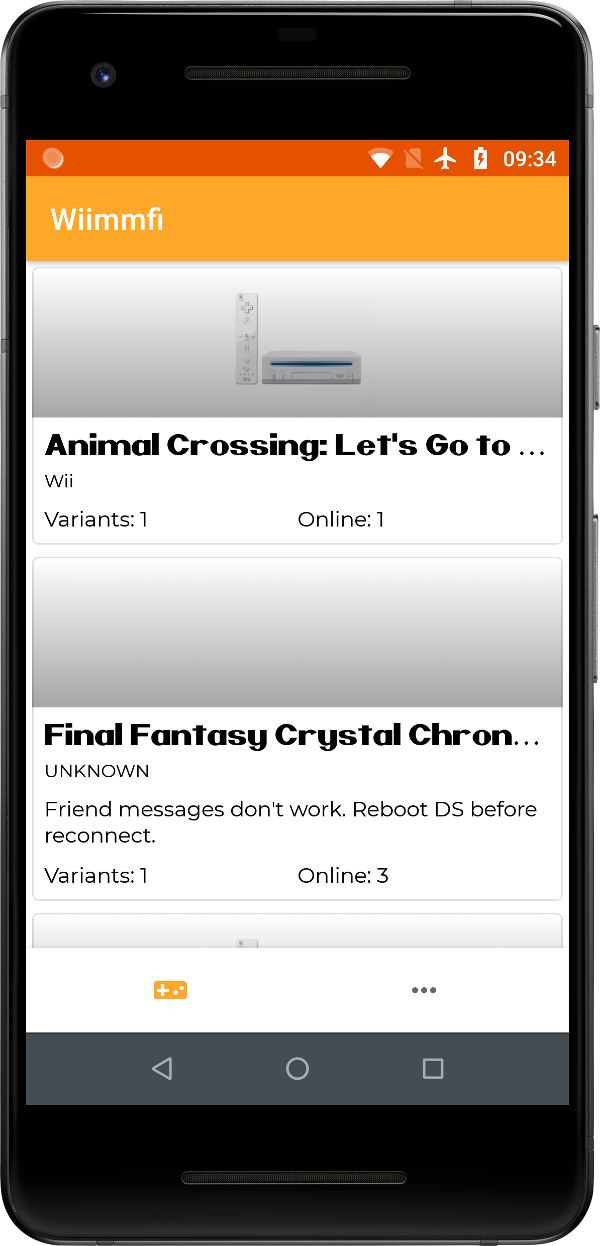 09:34
Wiimmfi
Animal Crossing: Let's Go to ...
Wii
Variants: 1
Online: 1
Final Fantasy Crystal Chron...
UNKNOWN
Friend messages don't work. Reboot DS before
reconnect.
Variants: 1
Online: 3